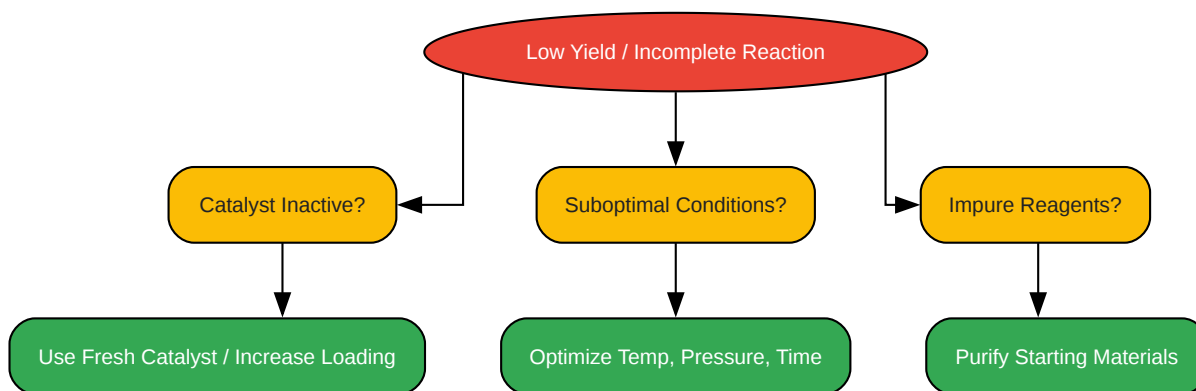 Low Yield / Incomplete Reaction
Catalyst Inactive?
Suboptimal Conditions?
Impure Reagents?
Use Fresh Catalyst / Increase Loading
Optimize Temp, Pressure, Time
Purify Starting Materials